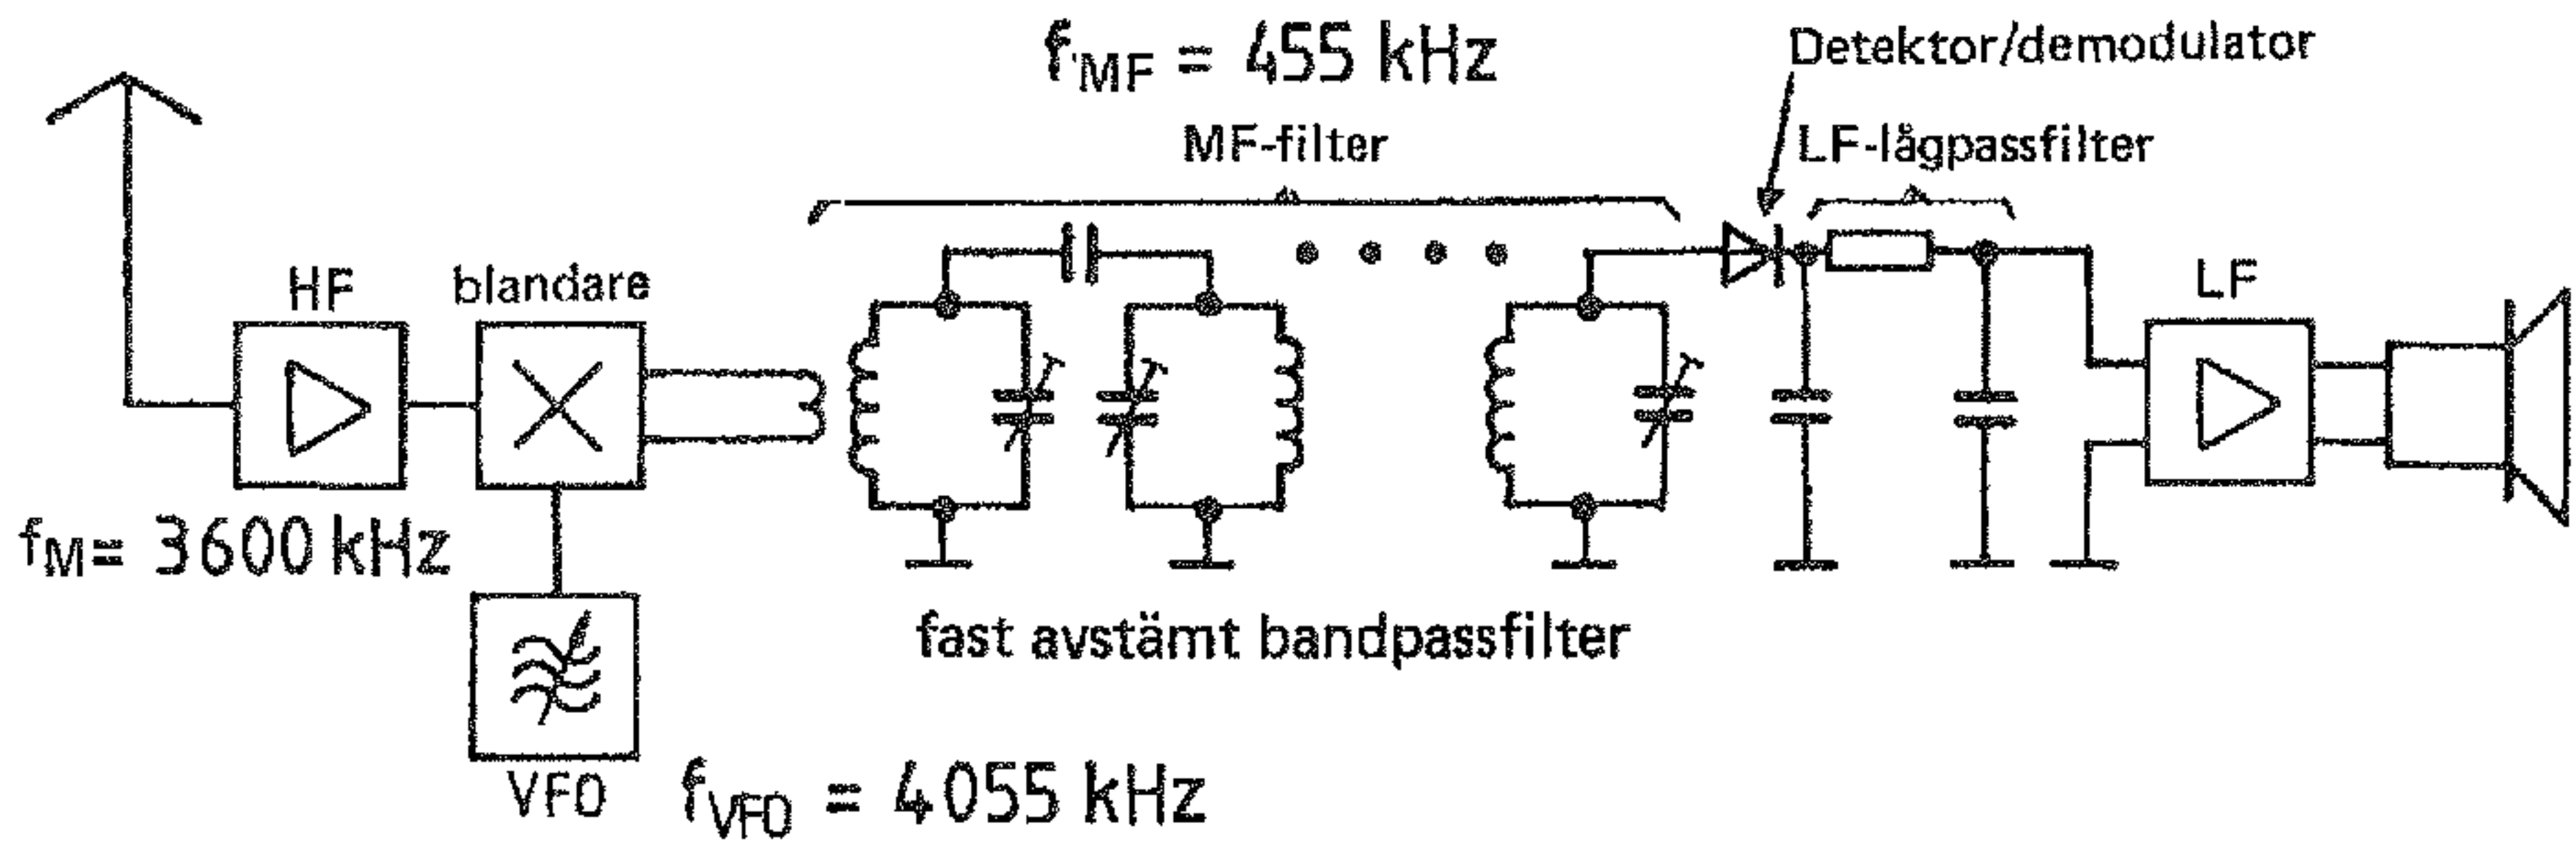 f_MF = 455 kHz
Detektor/demodulator
MF-filter
LF-lågpassfilter
HF
blandare
LF
f_M = 3600 kHz
fast avstämt bandpassfilter
VFO
f_VFO = 4055 kHz